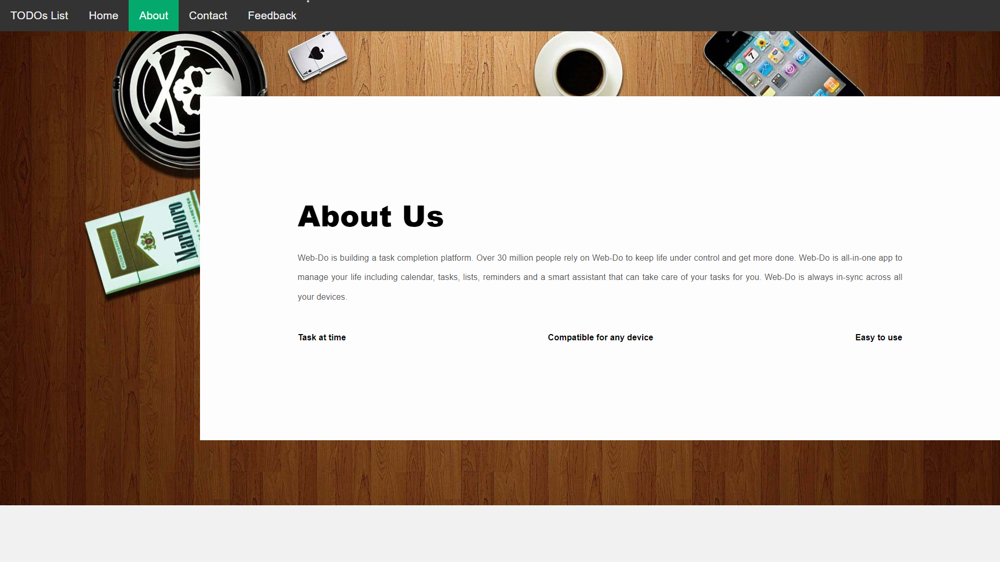 TODOs List Home About Contact Feedback
Marlboro
FILTER CIGARETTES
About Us
Web-Do is building a task completion platform. Over 30 million people rely on Web-Do to keep life under control and get more done. Web-Do is all-in-one app to
manage your life including calendar, tasks, lists, reminders and a smart assistant that can take care of your tasks for you. Web-Do is always in-sync across all
your devices.
Task at time Compatible for any device Easy to use